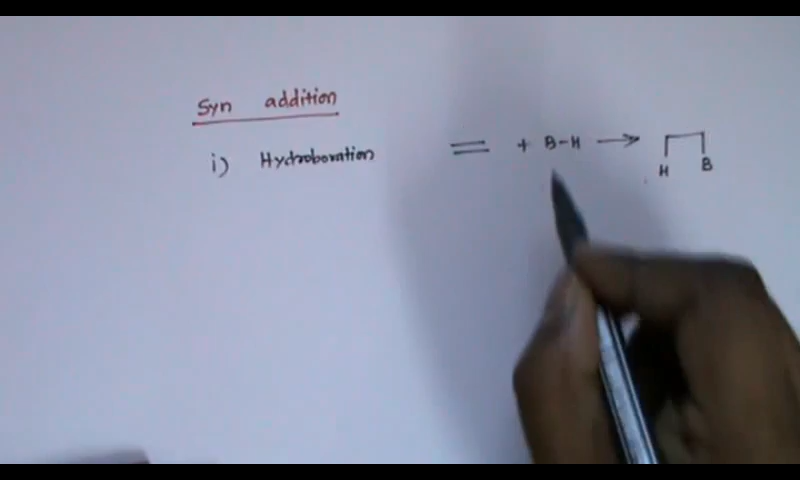 Syn addition
i) Hydroboration = + B-H → H B